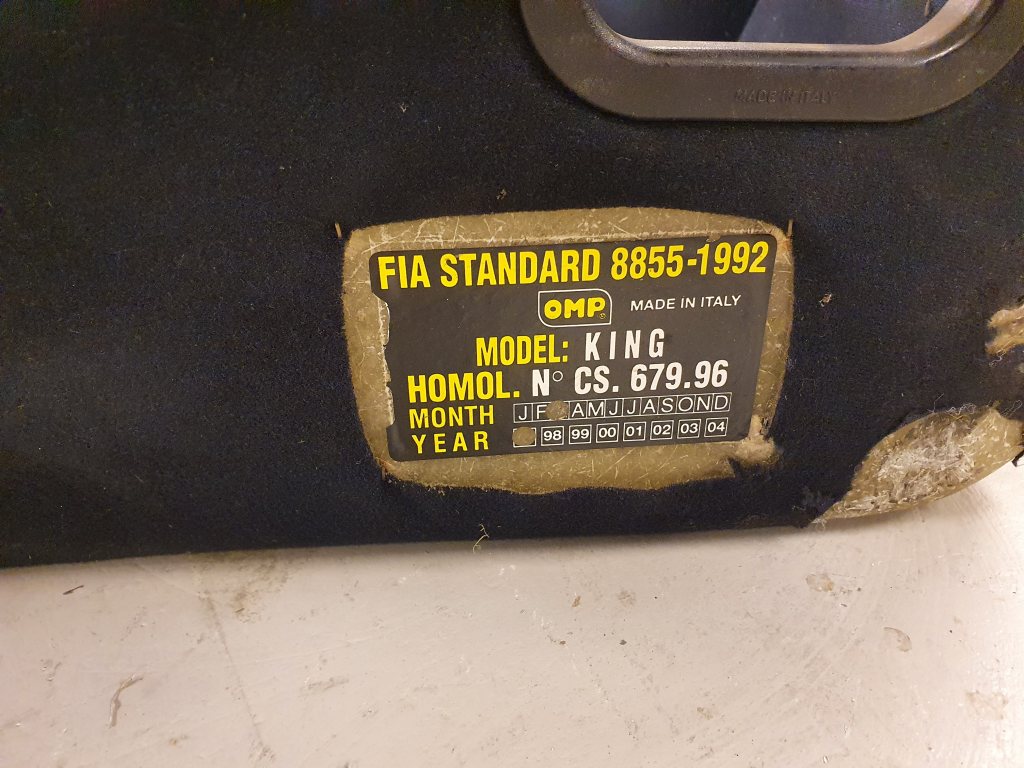 MADE IN ITALY
FIA STANDARD 8855-1992
OMP MADE IN ITALY
MODEL: KING
HOMOL. N° CS. 679.96
MONTH J F A M J J A S O N D
YEAR 98 99 00 01 02 03 04